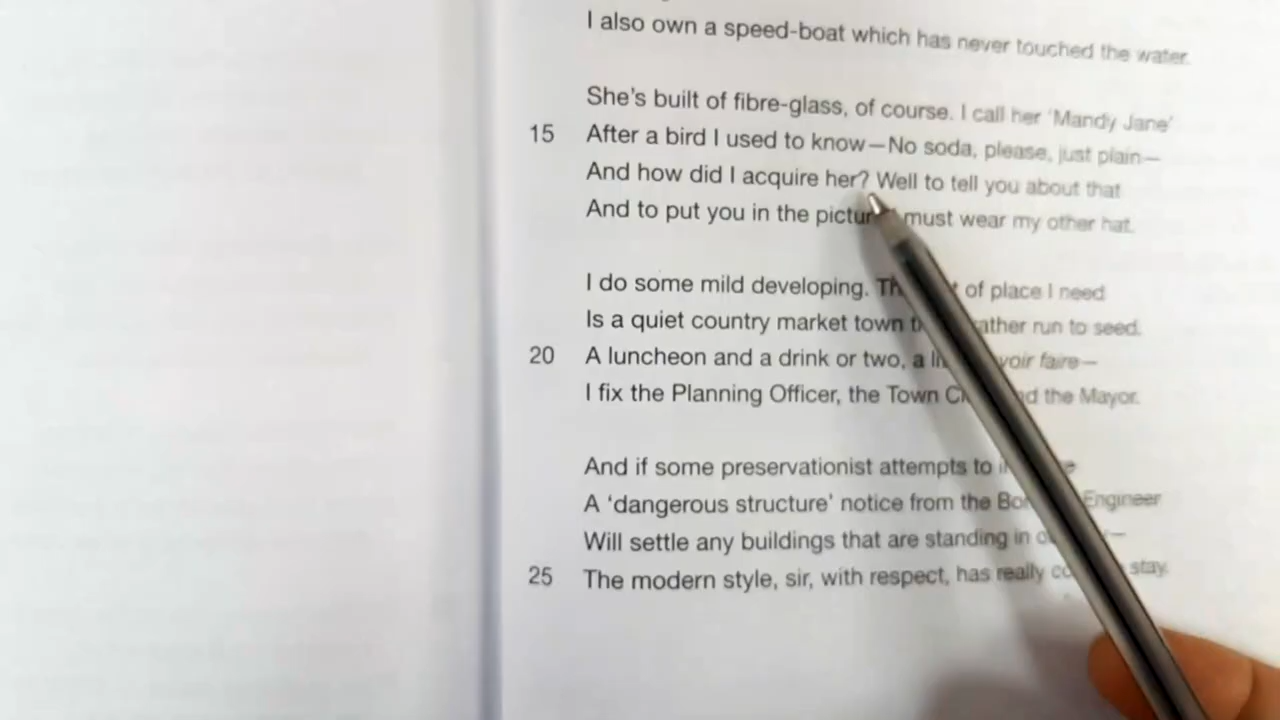 I also own a speed-boat which has never touched the water.
She's built of fibre-glass, of course. I call her 'Mandy Jane'
15 After a bird I used to know—No soda, please, just plain—
And how did I acquire her? Well to tell you about that
And to put you in the must wear my other hat.
I do some mild developing. of place I need
Is a quiet country market town rather run to seed.
20 A luncheon and a drink or two, a faire—
I fix the Planning Officer, the Town and the Mayor.
And if some preservationist attempts to
A 'dangerous structure' notice from the Engineer
Will settle any buildings that are standing in
25 The modern style, sir, with respect, has really stay.